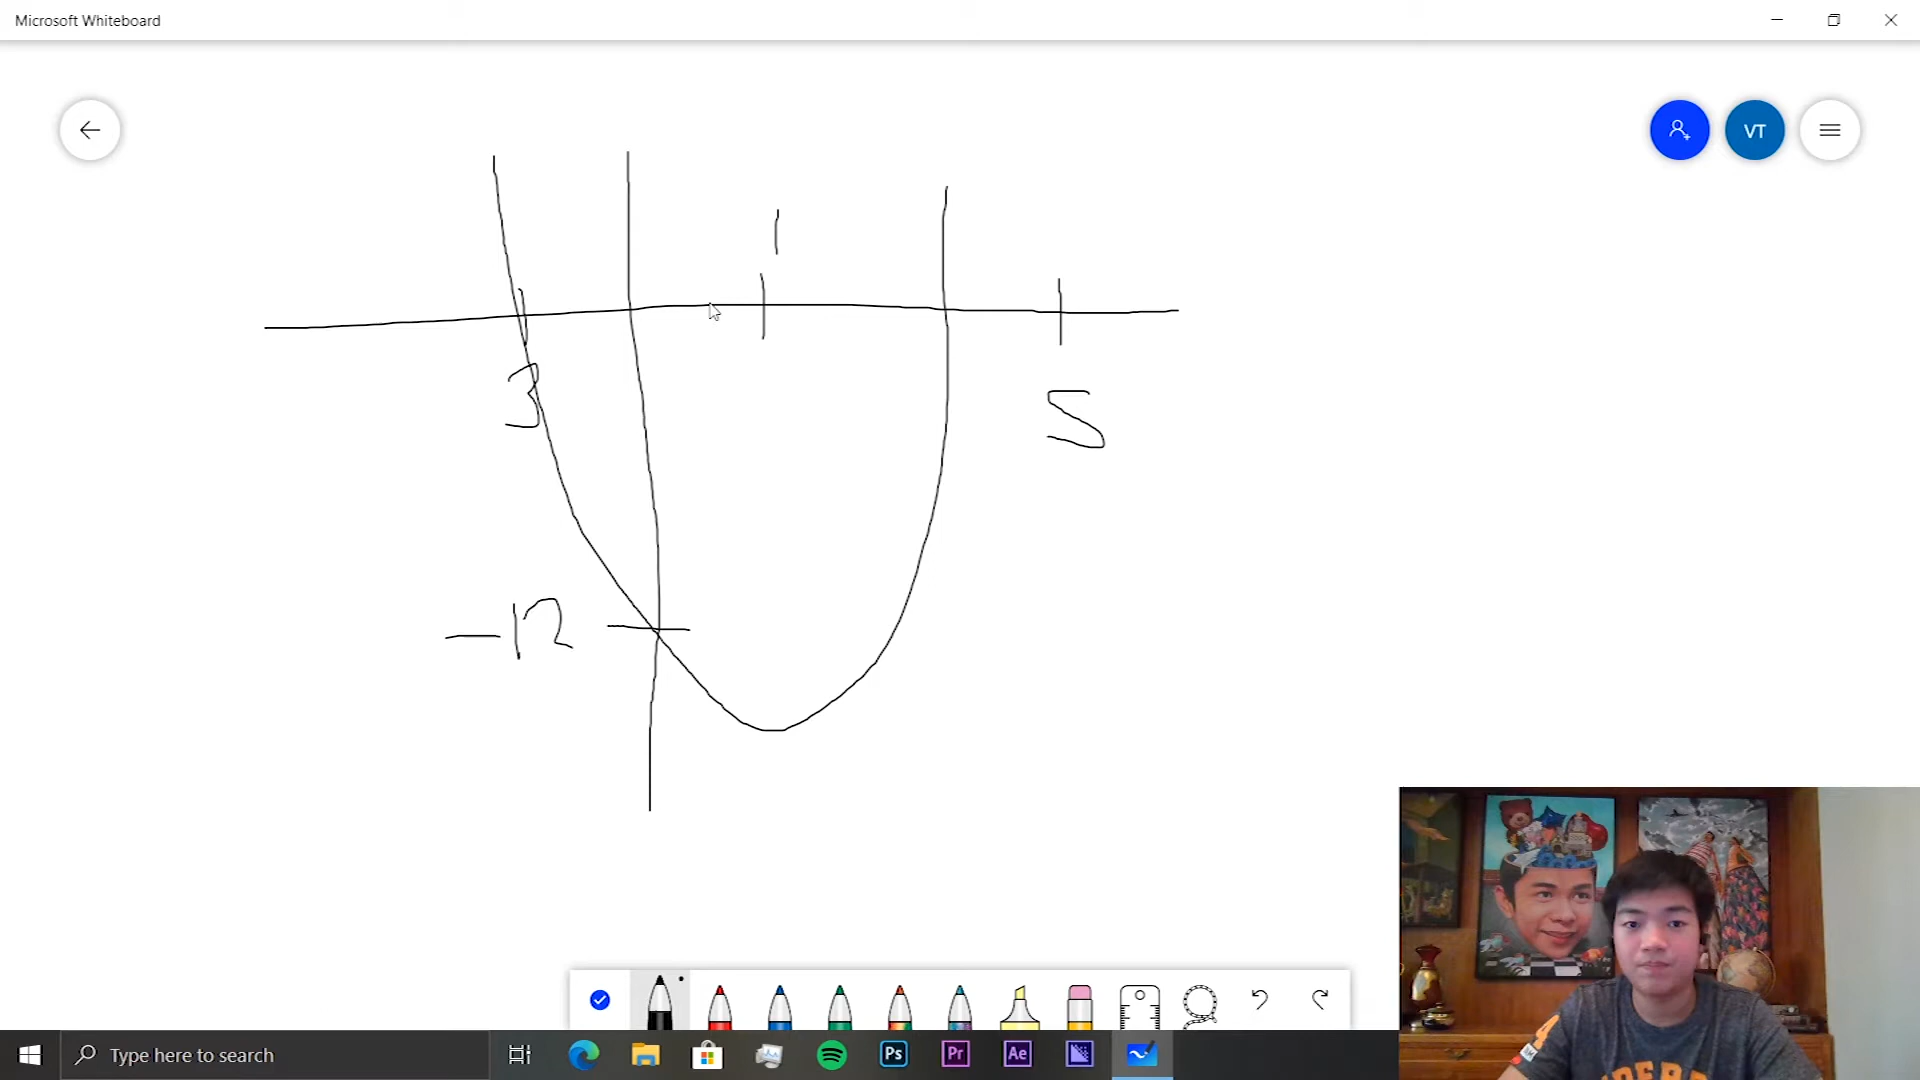 Microsoft Whiteboard
VT
1
3
5
-12
Type here to search
Ps
Pr
Ae